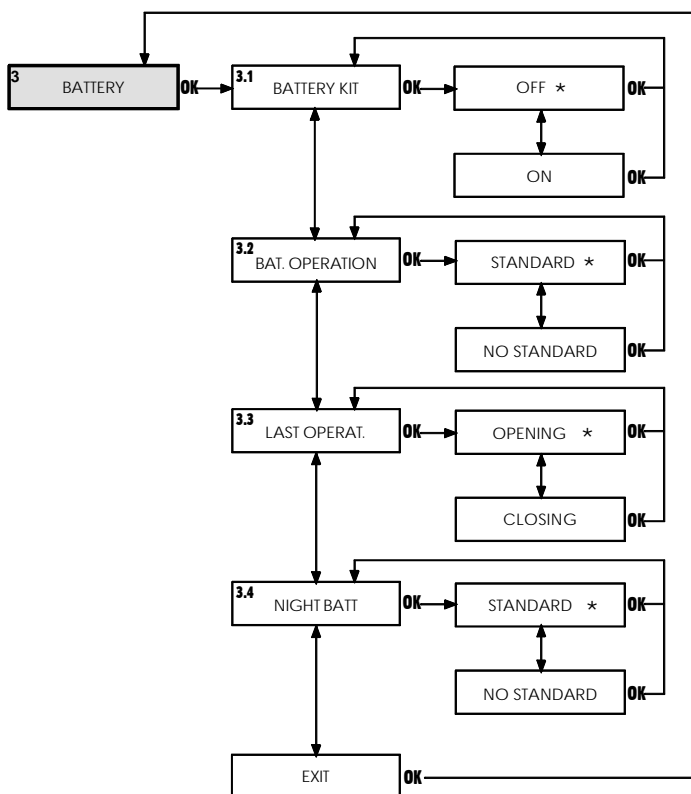 3
BATTERY OK
3.1
BATTERY KIT OK
OFF * OK
ON OK
3.2
BAT. OPERATION OK
STANDARD * OK
NO STANDARD OK
3.3
LAST OPERAT. OK
OPENING * OK
CLOSING OK
3.4
NIGHT BATT OK
STANDARD * OK
NO STANDARD OK
EXIT OK